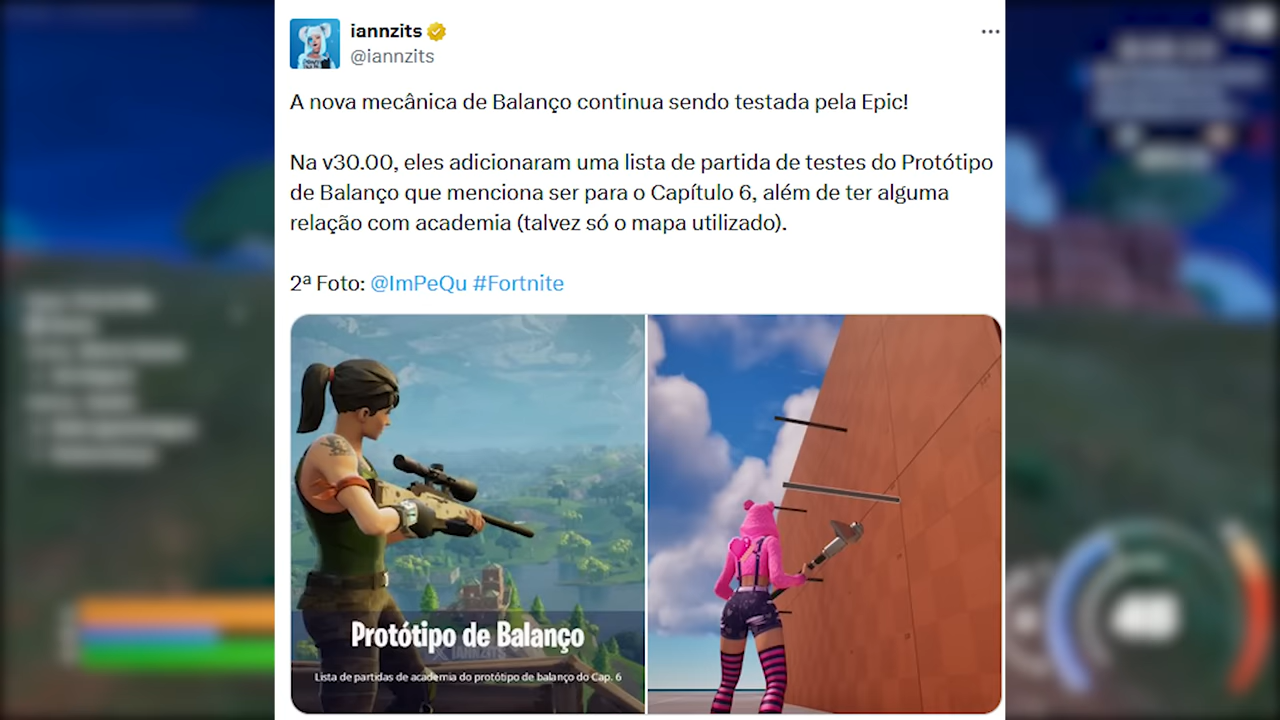 iannzits
@iannzits
A nova mecânica de Balanço continua sendo testada pela Epic!
Na v30.00, eles adicionaram uma lista de partida de testes do Protótipo
de Balanço que menciona ser para o Capítulo 6, além de ter alguma
relação com academia (talvez só o mapa utilizado).
2ª Foto: @ImPeQu #Fortnite
Protótipo de Balanço
IANNZITS
Lista de partidas de academia do protótipo de balanço do Cap. 6